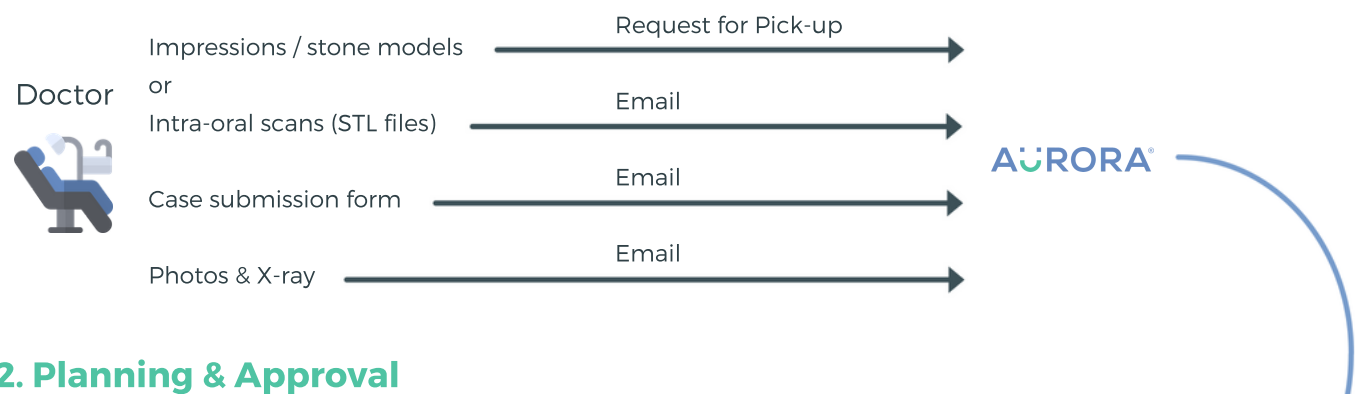 Request for Pick-up
Impressions / stone models
or
Doctor
Email
Intra-oral scans (STL files)
AÜRORA®
Email
Case submission form
Email
Photos & X-ray
2. Planning & Approval